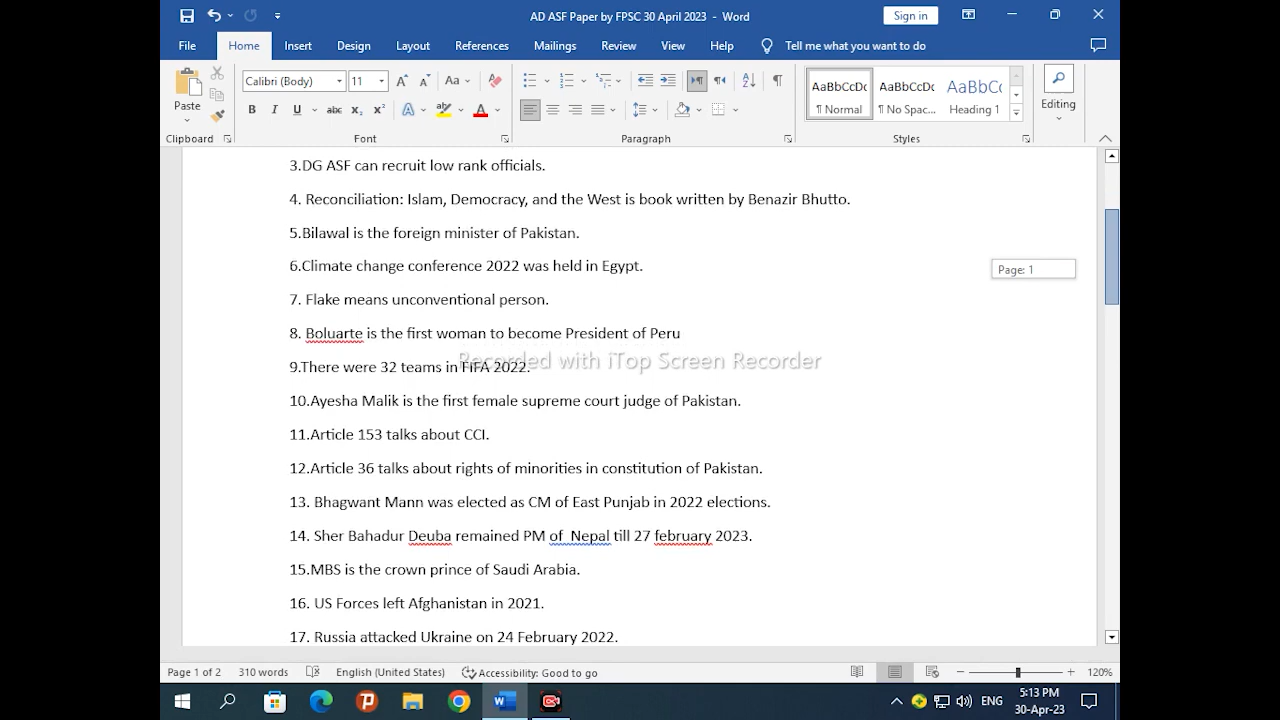 AD ASF Paper by FPSC 30 April 2023 - Word
Sign in
File Home Insert Design Layout References Mailings Review View Help Tell me what you want to do
Calibri (Body) 11
AaBbCcDc AaBbCcDc AaBbCc
Paste
¶ Normal ¶ No Spac... Heading 1
Editing
Clipboard Font Paragraph Styles
3.DG ASF can recruit low rank officials.
4. Reconciliation: Islam, Democracy, and the West is book written by Benazir Bhutto.
5.Bilawal is the foreign minister of Pakistan.
6.Climate change conference 2022 was held in Egypt.
Page: 1
7. Flake means unconventional person.
8. Boluarte is the first woman to become President of Peru
Recorded with iTop Screen Recorder
9.There were 32 teams in FIFA 2022.
10.Ayesha Malik is the first female supreme court judge of Pakistan.
11.Article 153 talks about CCI.
12.Article 36 talks about rights of minorities in constitution of Pakistan.
13. Bhagwant Mann was elected as CM of East Punjab in 2022 elections.
14. Sher Bahadur Deuba remained PM of  Nepal till 27 february 2023.
15.MBS is the crown prince of Saudi Arabia.
16. US Forces left Afghanistan in 2021.
17. Russia attacked Ukraine on 24 February 2022.
Page 1 of 2 310 words English (United States) Accessibility: Good to go 120%
ENG
5:13 PM
30-Apr-23